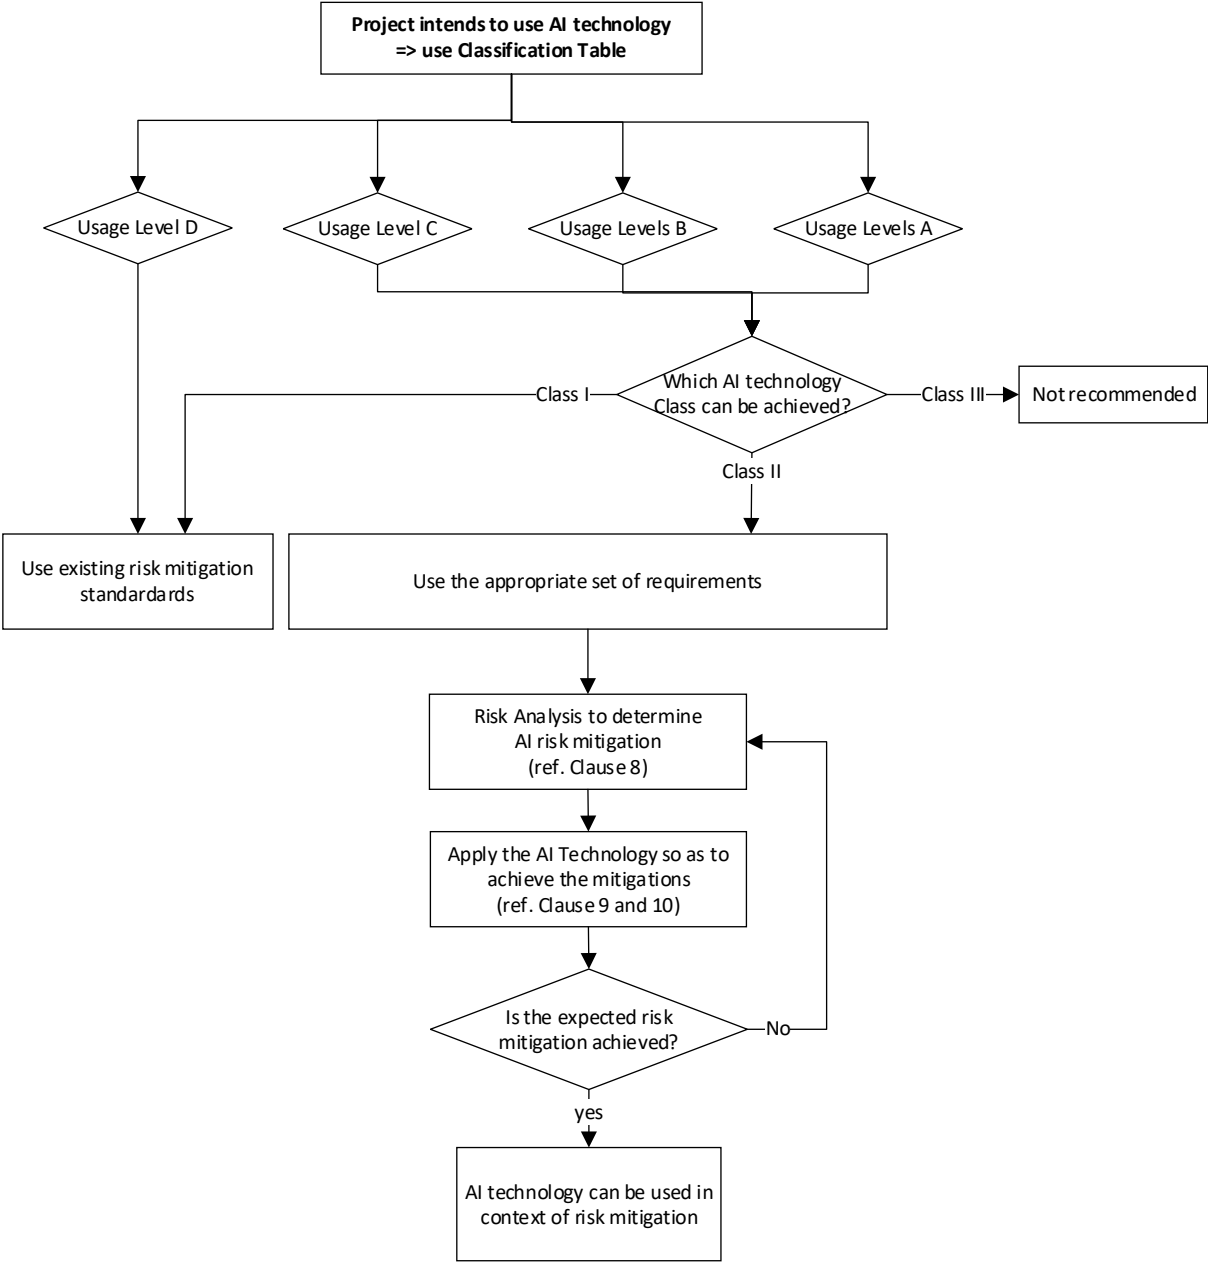 Project intends to use AI technology
=> use Classification Table
Usage Level D
Usage Level C
Usage Levels B
Usage Levels A
Which AI technology
Class can be achieved?
Class I
Class III
Not recommended
Class II
Use existing risk mitigation
standardards
Use the appropriate set of requirements
Risk Analysis to determine
AI risk mitigation
(ref. Clause 8)
Apply the AI Technology so as to
achieve the mitigations
(ref. Clause 9 and 10)
Is the expected risk
mitigation achieved?
No
yes
AI technology can be used in
context of risk mitigation